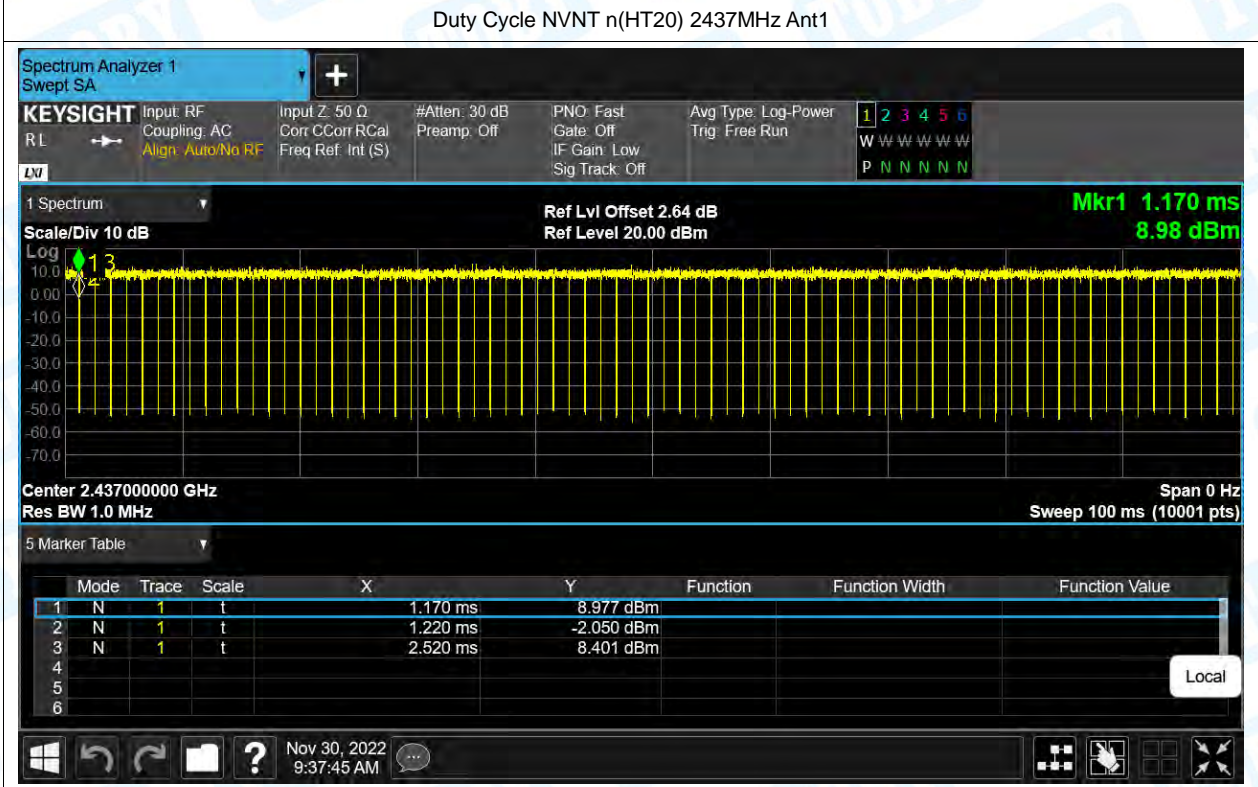 Duty Cycle NVNT n(HT20) 2437MHz Ant1
Spectrum Analyzer 1
Swept SA
+
KEYSIGHT Input: RF Input Z: 50 Ω #Atten: 30 dB PNO: Fast Avg Type: Log-Power 1 2 3 4 5 6
RL Coupling: AC Corr CCorr RCal Preamp: Off Gate: Off Trig: Free Run
Align: Auto/No RF Freq Ref: Int (S) IF Gain: Low W W W W W W
LXI Sig Track: Off P N N N N N
1 Spectrum Ref Lvl Offset 2.64 dB Mkr1 1.170 ms
Scale/Div 10 dB Ref Level 20.00 dBm 8.98 dBm
Log
1 3
10.0
2
0.00
-10.0
-20.0
-30.0
-40.0
-50.0
-60.0
-70.0
Center 2.437000000 GHz Span 0 Hz
Res BW 1.0 MHz Sweep 100 ms (10001 pts)
5 Marker Table
Mode Trace Scale X Y Function Function Width Function Value
1 N 1 t 1.170 ms 8.977 dBm
2 N 1 t 1.220 ms -2.050 dBm
3 N 1 t 2.520 ms 8.401 dBm
4
5
6
Local
? Nov 30, 2022
9:37:45 AM